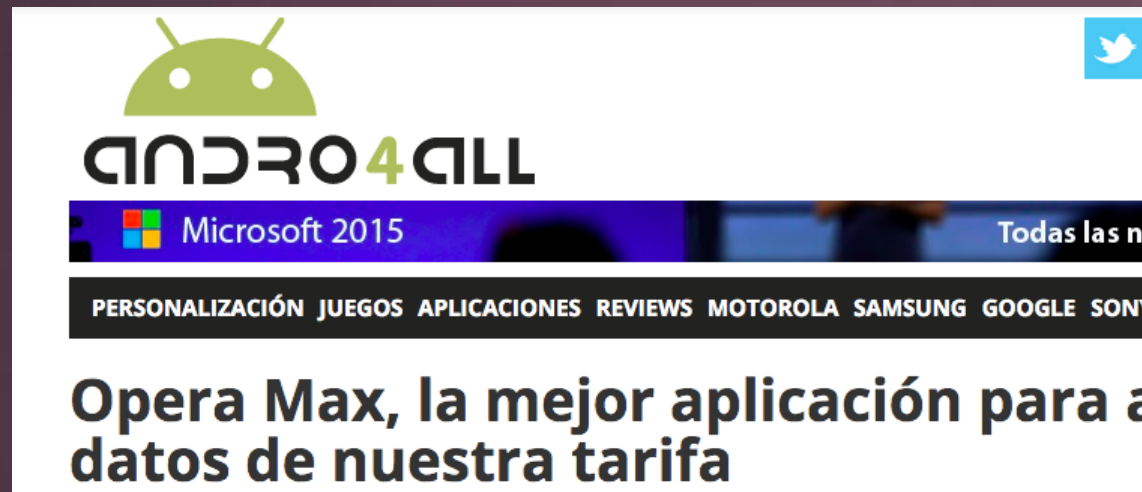 ANDRO4ALL
Microsoft 2015
Todas las n
PERSONALIZACIÓN JUEGOS APLICACIONES REVIEWS MOTOROLA SAMSUNG GOOGLE SONY
Opera Max, la mejor aplicación para a
datos de nuestra tarifa